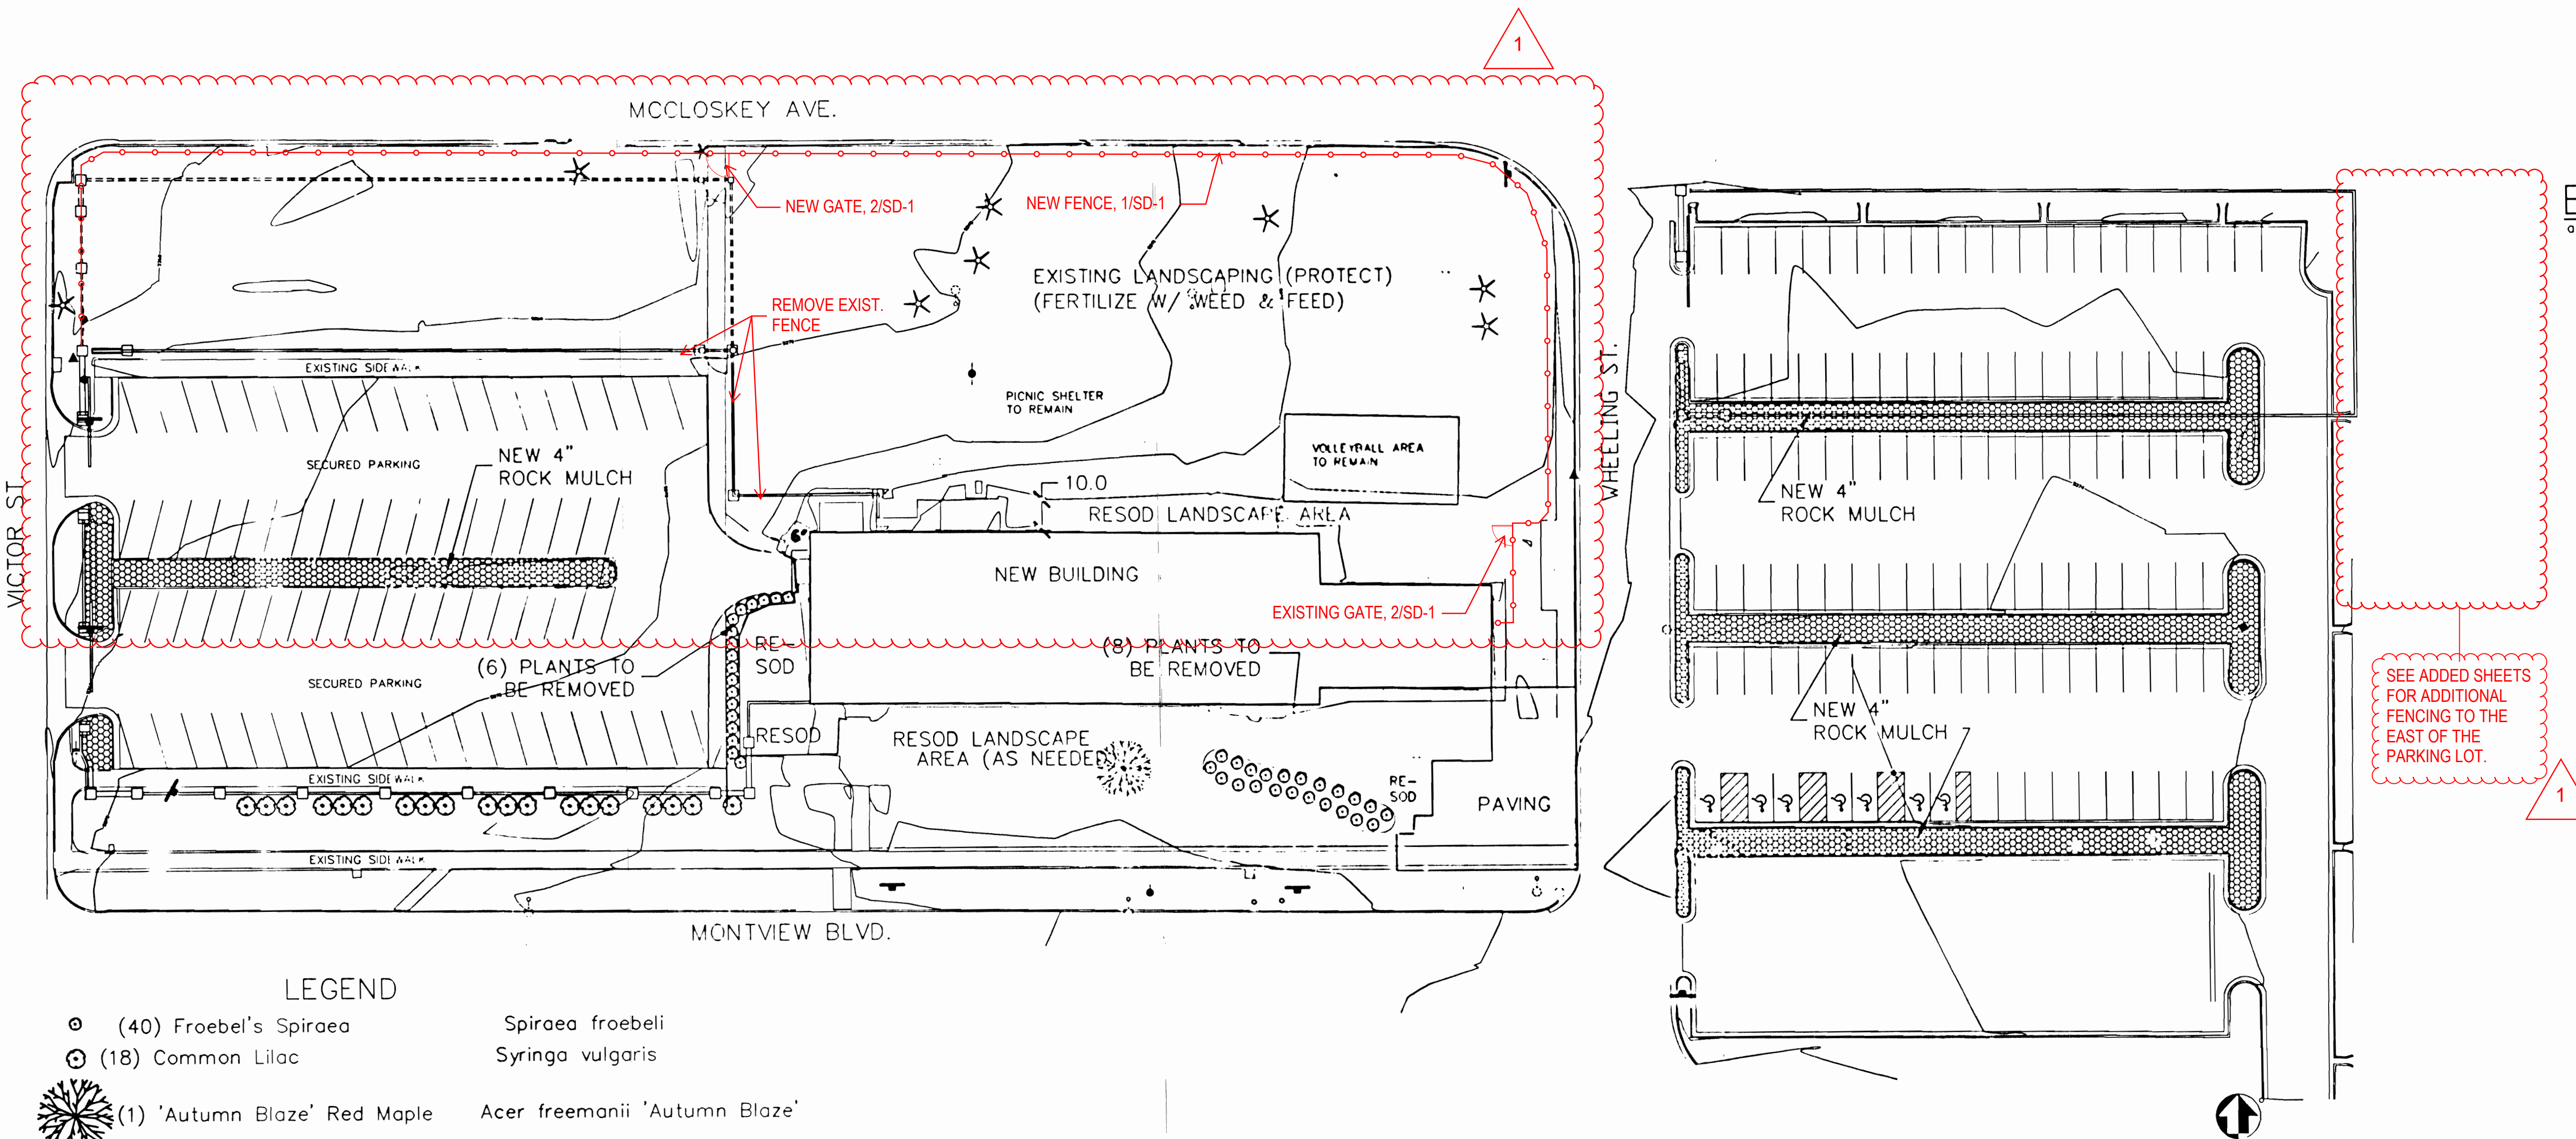 1
MCCLOSKEY AVE.
NEW GATE, 2/SD-1
NEW FENCE, 1/SD-1
EXISTING LANDSCAPING (PROTECT)
(FERTILIZE W/ WEED & FEED)
REMOVE EXIST.
FENCE
EXISTING SIDEWALK
PICNIC SHELTER
TO REMAIN
WHEELING ST.
VOLLEYBALL AREA
TO REMAIN
SECURED PARKING
NEW 4"
ROCK MULCH
10.0
RESOD LANDSCAPE AREA
VICTOR ST.
NEW 4"
ROCK MULCH
6'
NEW BUILDING
EXISTING GATE, 2/SD-1
RE-
SOD
(6) PLANTS TO
BE REMOVED
(8) PLANTS TO
BE REMOVED
SECURED PARKING
SEE ADDED SHEETS
FOR ADDITIONAL
FENCING TO THE
EAST OF THE
PARKING LOT.
1
NEW 4"
ROCK MULCH
RESOD
RESOD LANDSCAPE
AREA (AS NEEDED)
EXISTING SIDEWALK
RE-
SOD
PAVING
EXISTING SIDEWALK
MONTVIEW BLVD.
LEGEND
(40) Froebel's Spiraea Spiraea froebeli
(18) Common Lilac Syringa vulgaris
(1) 'Autumn Blaze' Red Maple Acer freemanii 'Autumn Blaze'